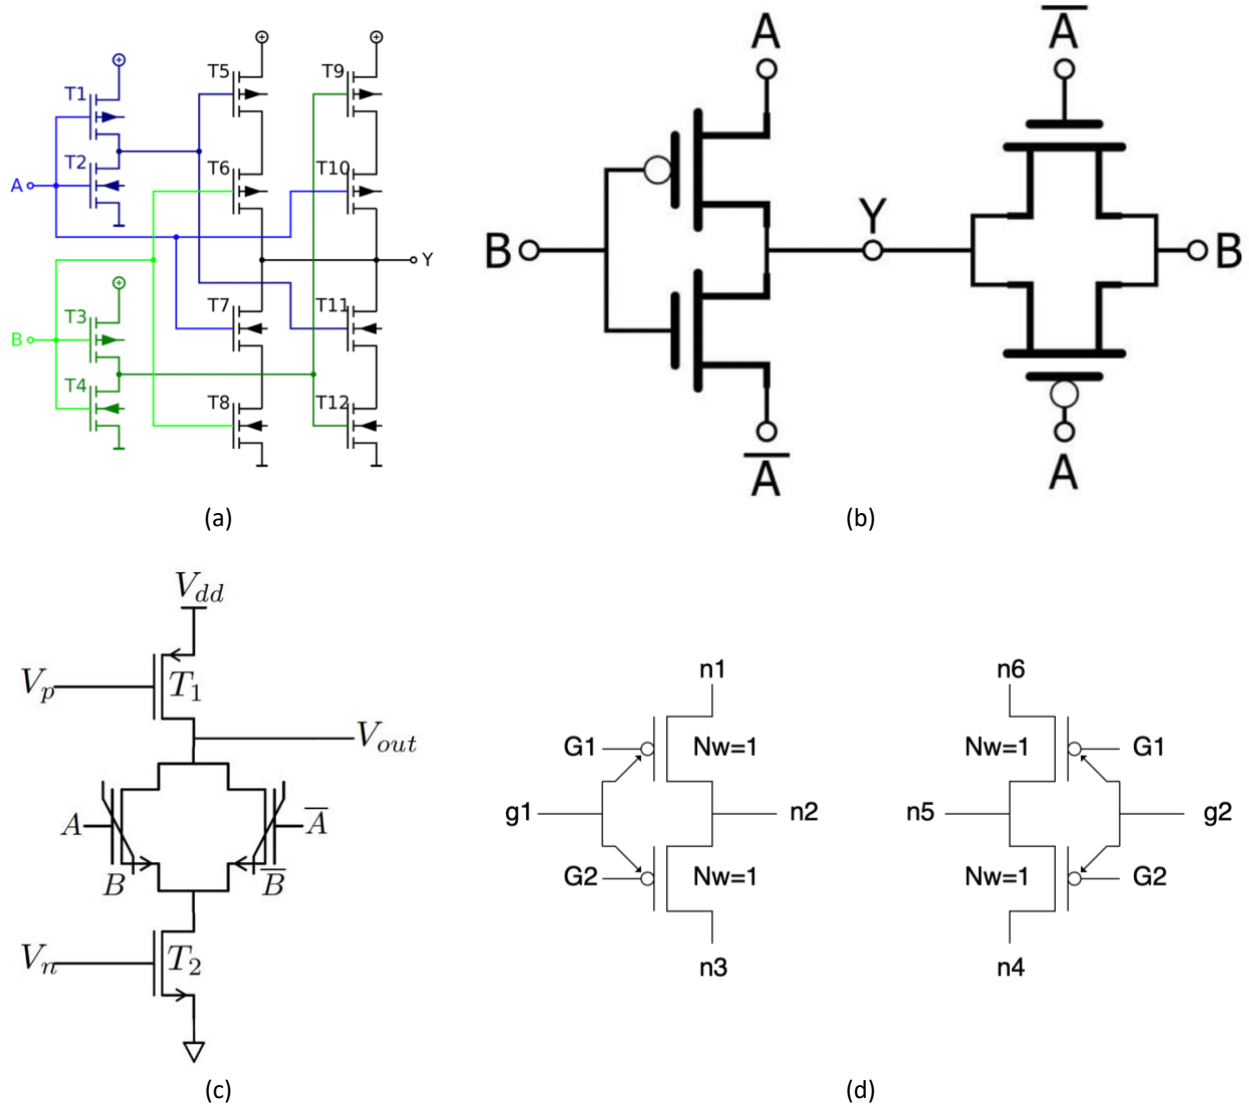 T1
T2
T3
T4
T5
T6
T7
T8
T9
T10
T11
T12
A
B
Y
(a)
A
A̅
B
Y
B
A̅
A
(b)
V_dd
V_p
T_1
V_out
A
A̅
B
B̅
V_n
T_2
(c)
n1
G1
Nw=1
g1
n2
G2
Nw=1
n3
n6
Nw=1
G1
n5
g2
Nw=1
G2
n4
(d)